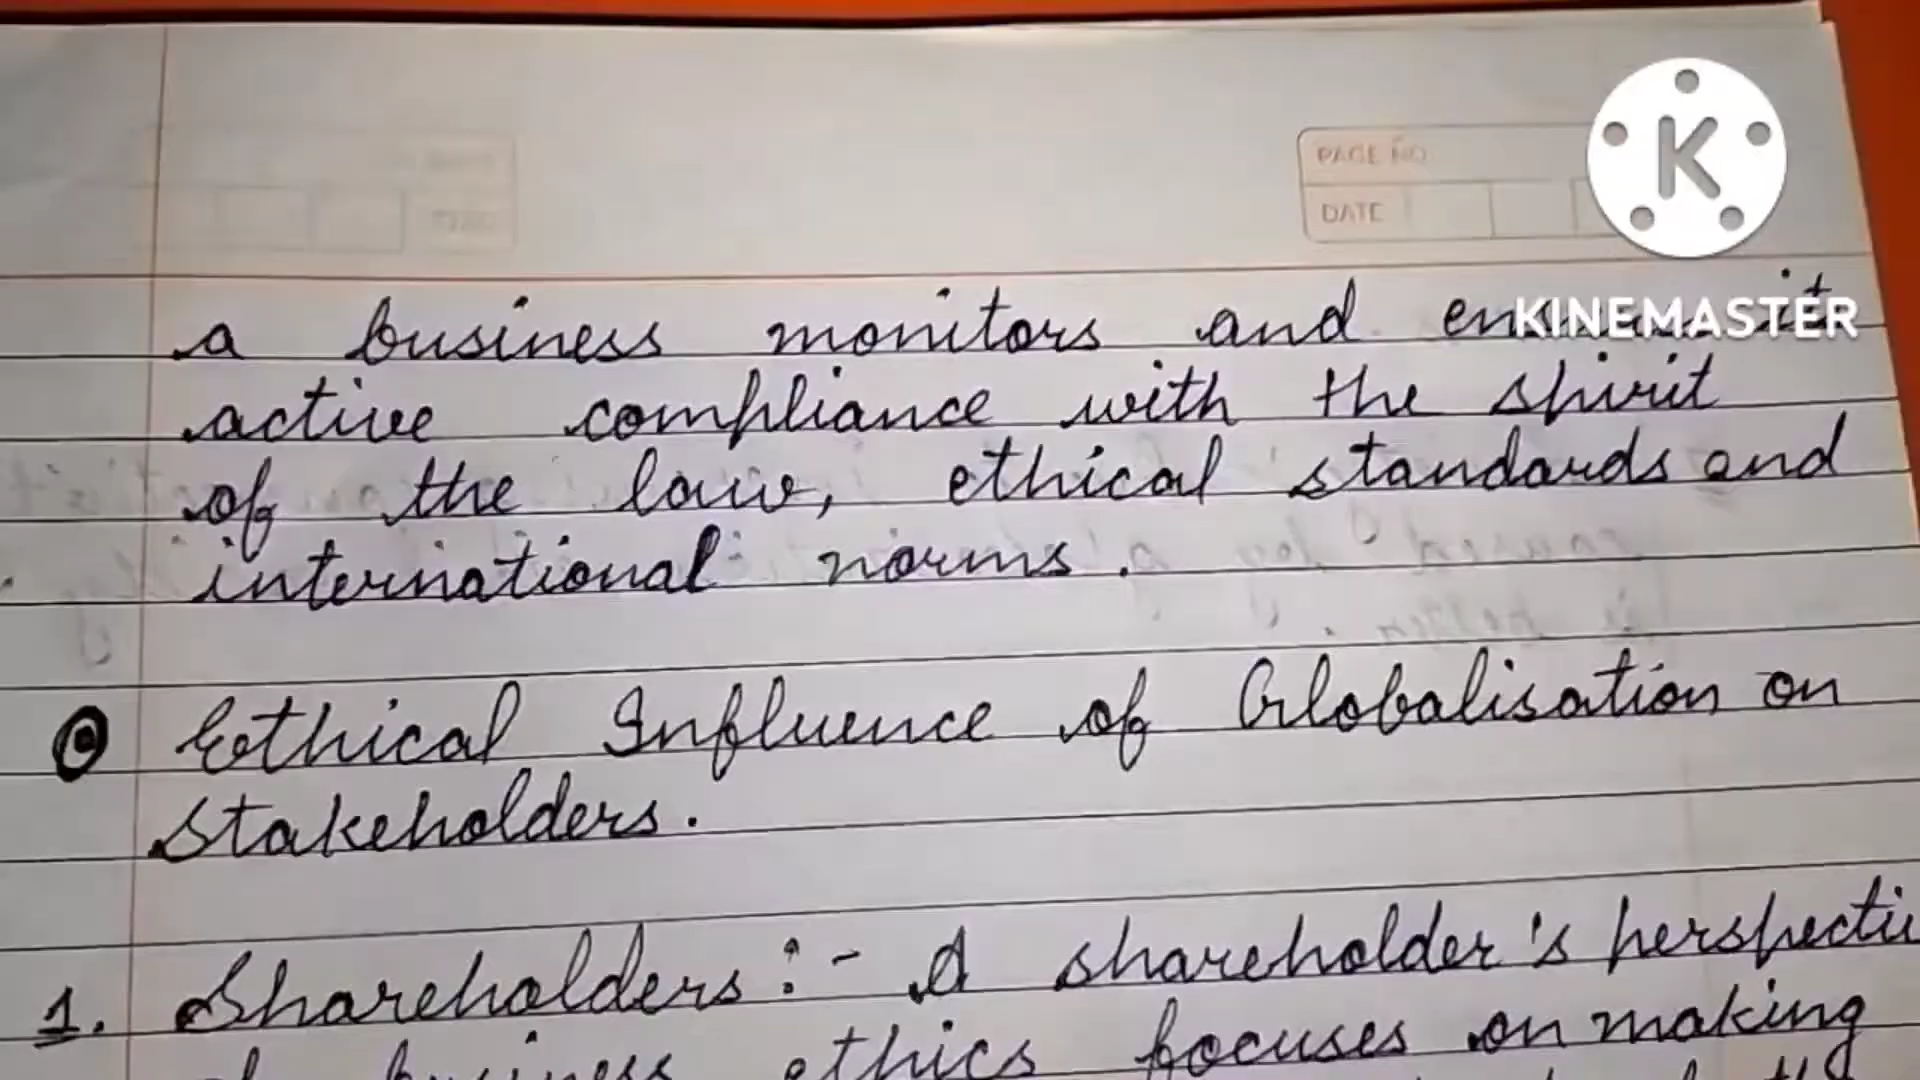 PAGE NO.
DATE
K
KINEMASTER
a business monitors and
active compliance with the spirit
of the law, ethical standards and
international norms.
Ethical Influence of Globalisation on
Stakeholders.
1. Shareholders :- A shareholder's perspecti
business ethics focuses on making